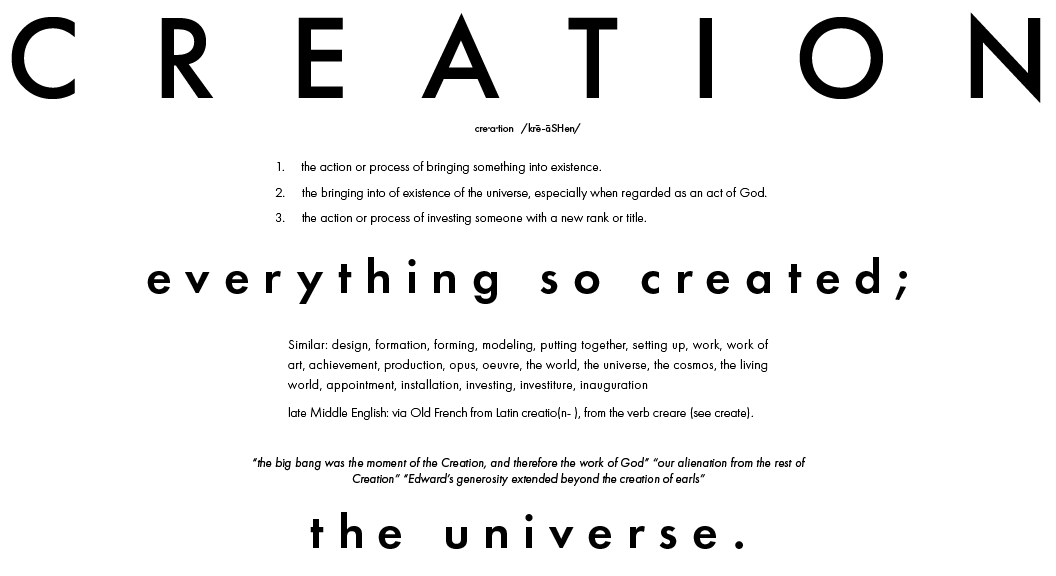 CREATION
cre·a·tion /krē-āSHen/
1. the action or process of bringing something into existence.
2. the bringing into of existence of the universe, especially when regarded as an act of God.
3. the action or process of investing someone with a new rank or title.
everything so created;
Similar: design, formation, forming, modeling, putting together, setting up, work, work of
art, achievement, production, opus, oeuvre, the world, the universe, the cosmos, the living
world, appointment, installation, investing, investiture, inauguration
late Middle English: via Old French from Latin creatio(n- ), from the verb creare (see create).
“the big bang was the moment of the Creation, and therefore the work of God” “our alienation from the rest of
Creation” “Edward’s generosity extended beyond the creation of earls”
the universe.